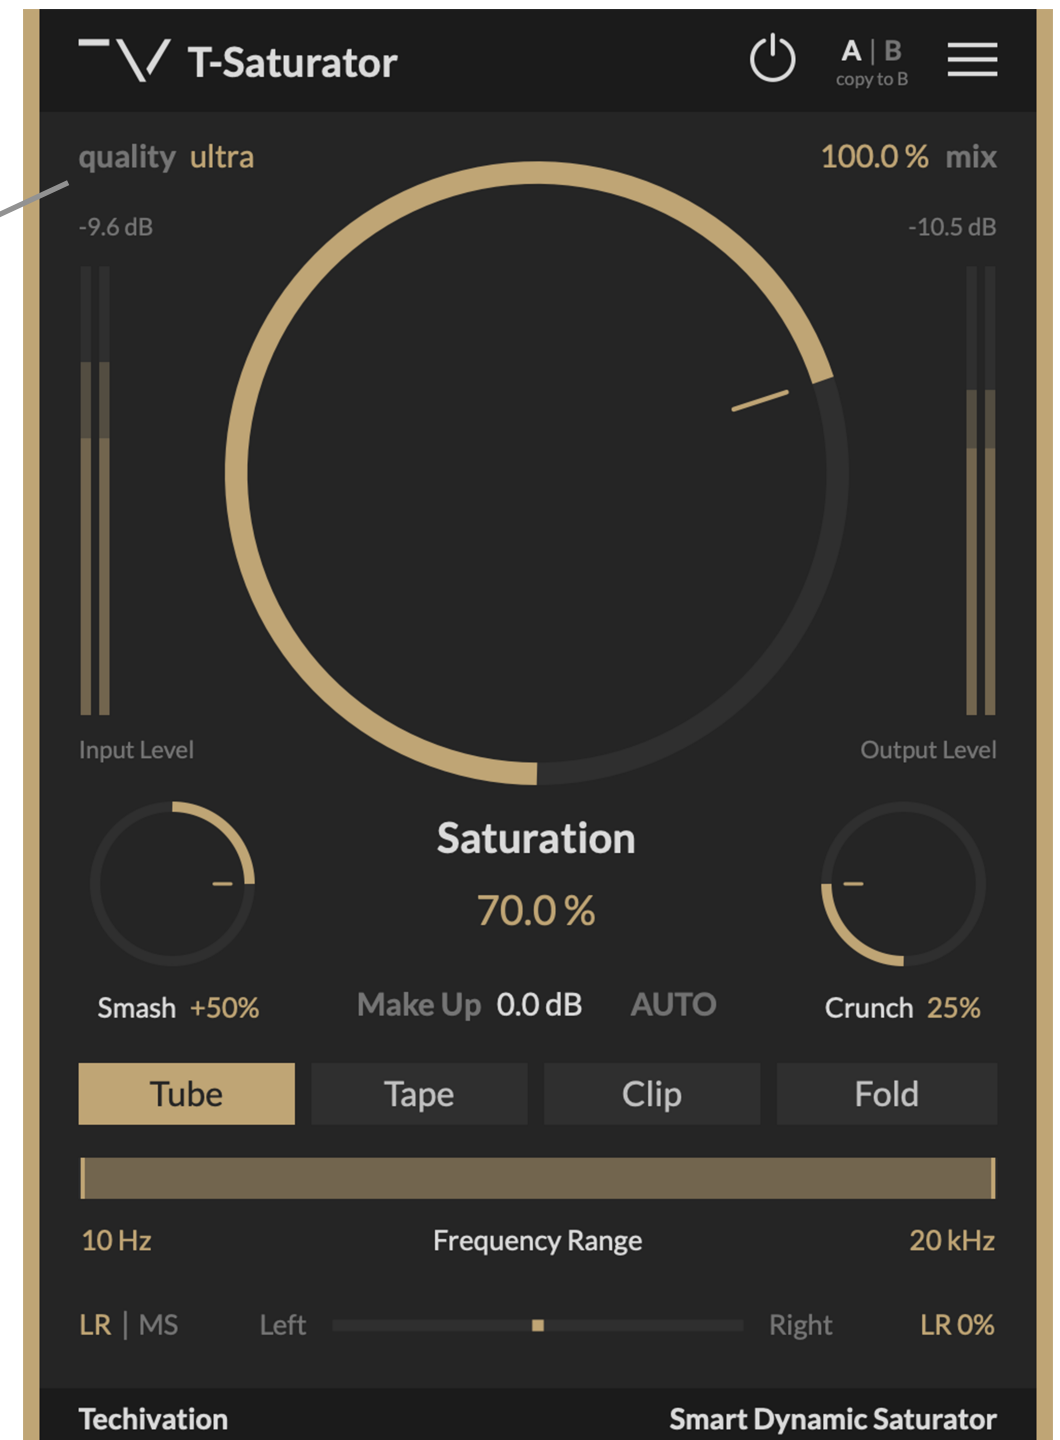 T-Saturator
A | B
copy to B
quality ultra
100.0 % mix
-9.6 dB
-10.5 dB
Input Level
Output Level
Saturation
70.0 %
Smash +50%
Make Up 0.0 dB AUTO
Crunch 25%
Tube Tape Clip Fold
10 Hz Frequency Range 20 kHz
LR | MS Left Right LR 0%
Techivation Smart Dynamic Saturator